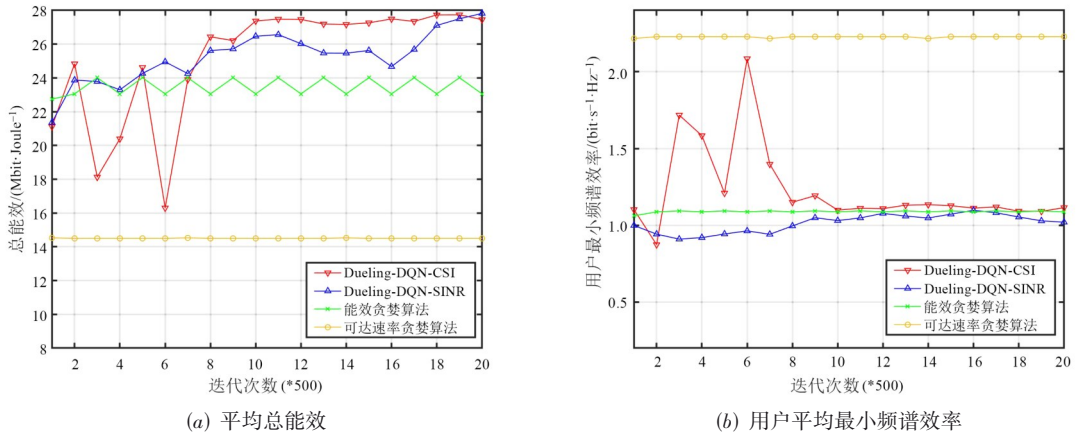 总能效/(Mbit·Joule⁻¹)
28
26
24
22
20
18
16
14
12
10
8
Dueling-DQN-CSI
Dueling-DQN-SINR
能效贪婪算法
可达速率贪婪算法
2 4 6 8 10 12 14 16 18 20
迭代次数(*500)
(a) 平均总能效
用户最小频谱效率/(bit·s⁻¹·Hz⁻¹)
2.0
1.5
1.0
0.5
Dueling-DQN-CSI
Dueling-DQN-SINR
能效贪婪算法
可达速率贪婪算法
2 4 6 8 10 12 14 16 18 20
迭代次数(*500)
(b) 用户平均最小频谱效率